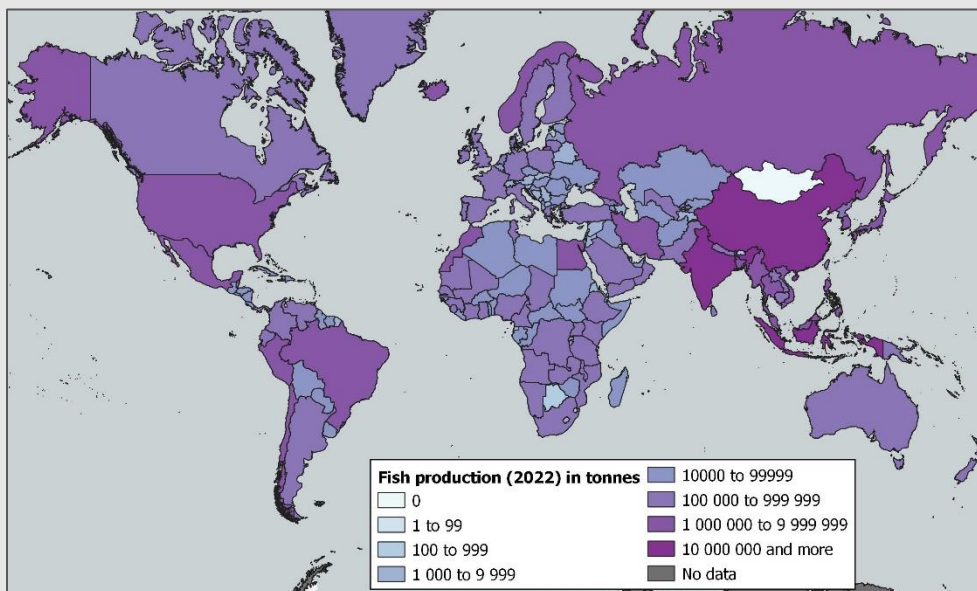 Fish production (2022) in tonnes
0
1 to 99
100 to 999
1 000 to 9 999
10000 to 99999
100 000 to 999 999
1 000 000 to 9 999 999
10 000 000 and more
No data